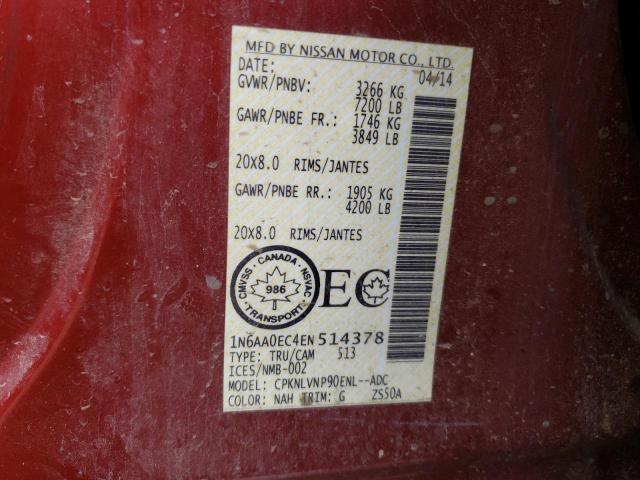 MFD BY NISSAN MOTOR CO., LTD.
DATE: 04/14
GVWR/PNBV: 3266 KG
7200 LB
GAWR/PNBE FR.: 1746 KG
3849 LB
20X8.0 RIMS/JANTES
GAWR/PNBE RR.: 1905 KG
4200 LB
20X8.0 RIMS/JANTES
CMVSS · CANADA · NSVAC
986
TRANSPORT
EC
1N6AA0EC4EN514378
TYPE: TRU/CAM 513
ICES/NMB-002
MODEL: CPKNLVNP90ENL--ADC
COLOR: NAH TRIM: G ZS50A